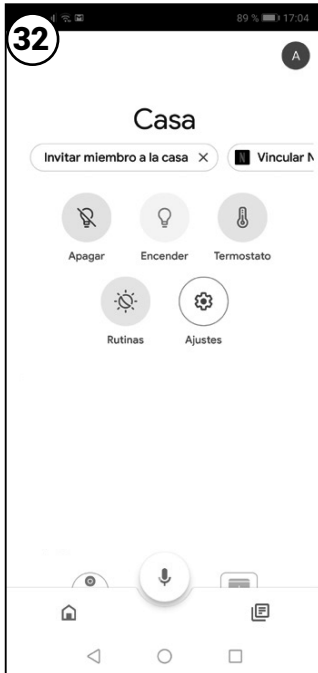 89 % 17:04
32
A
Casa
Invitar miembro a la casa
N Vincular N
Apagar Encender Termostato
Rutinas Ajustes